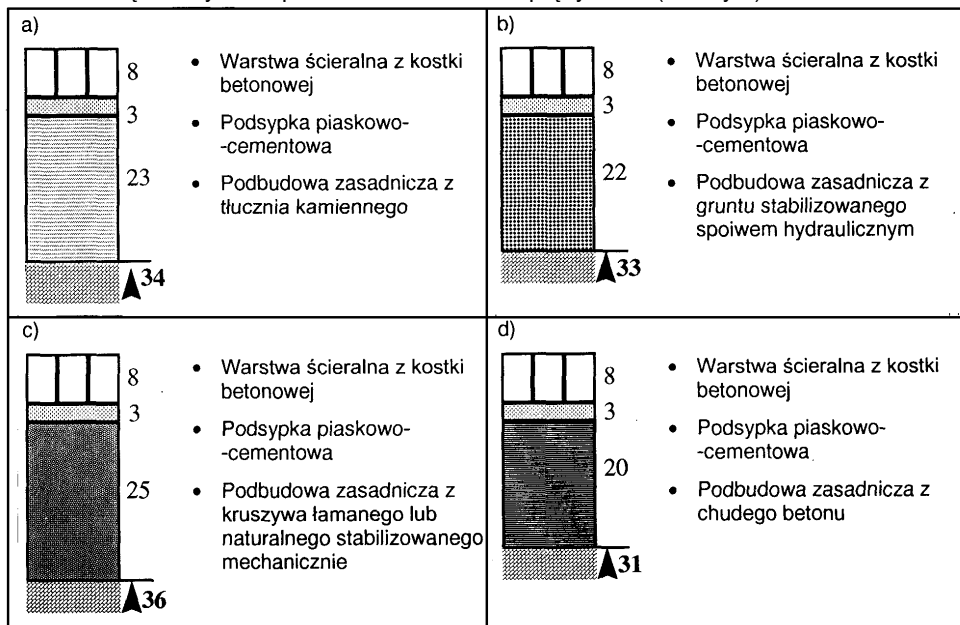 a)
8
3
23
34
• Warstwa ścieralna z kostki
betonowej
• Podsypka piaskowo-
-cementowa
• Podbudowa zasadnicza z
tłucznia kamiennego
b)
8
3
22
33
• Warstwa ścieralna z kostki
betonowej
• Podsypka piaskowo-
-cementowa
• Podbudowa zasadnicza z
gruntu stabilizowanego
spoiwem hydraulicznym
c)
8
3
25
36
• Warstwa ścieralna z kostki
betonowej
• Podsypka piaskowo-
-cementowa
• Podbudowa zasadnicza z
kruszywa łamanego lub
naturalnego stabilizowanego
mechanicznie
d)
8
3
20
31
• Warstwa ścieralna z kostki
betonowej
• Podsypka piaskowo-
-cementowa
• Podbudowa zasadnicza z
chudego betonu